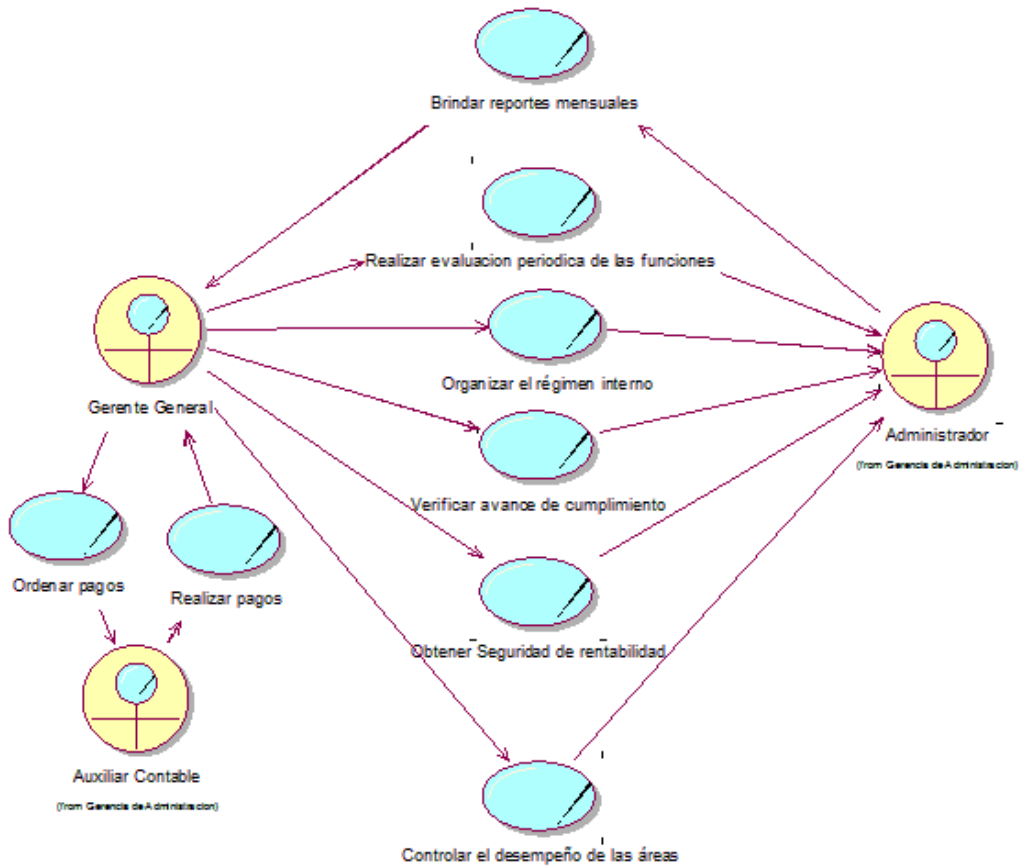 Brindar reportes mensuales
Realizar evaluacion periodica de las funciones
Organizar el régimen interno
Gerente General
Administrador
(from Gerencia de Administracion)
Verificar avance de cumplimiento
Ordenar pagos
Realizar pagos
Obtener Seguridad de rentabilidad
Auxiliar Contable
(from Gerencia de Administracion)
Controlar el desempeño de las áreas